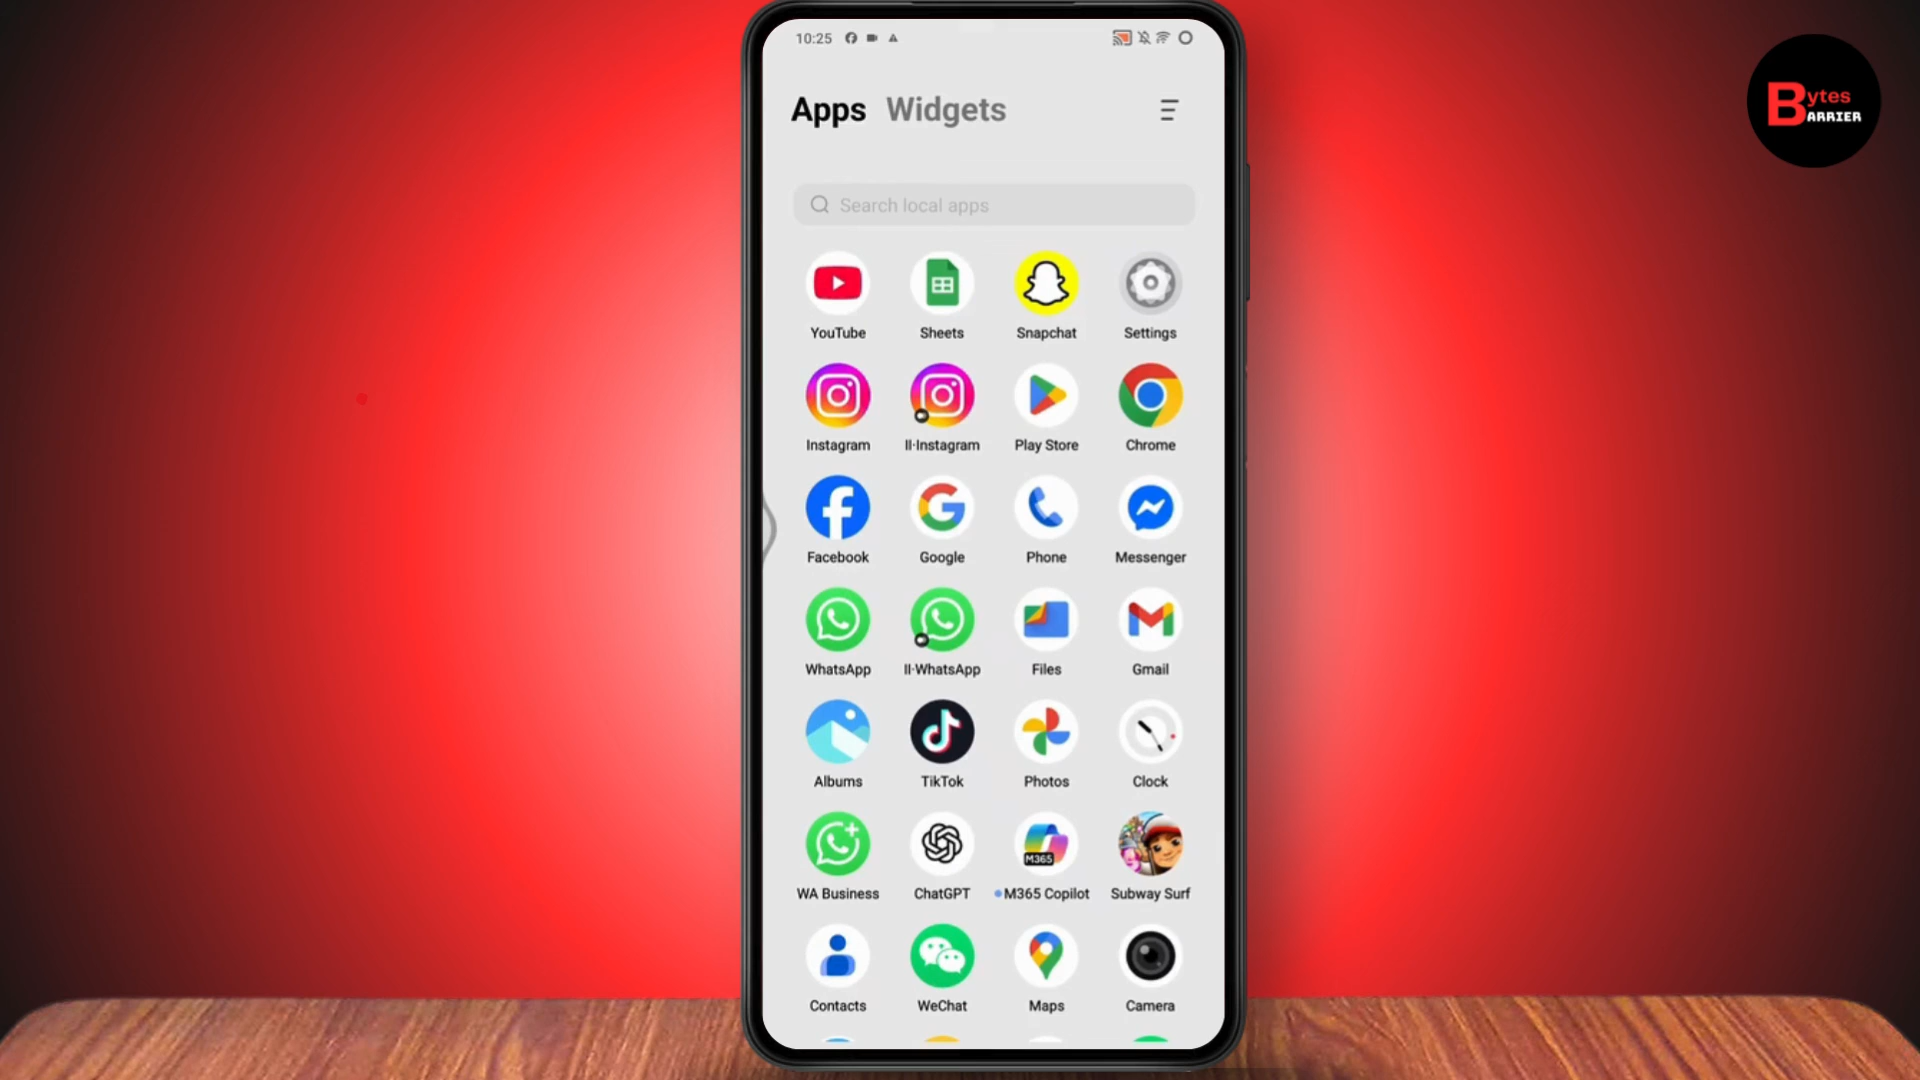 10:25
Apps Widgets
Search local apps
YouTube Sheets Snapchat Settings
Instagram II·Instagram Play Store Chrome
Facebook Google Phone Messenger
WhatsApp II·WhatsApp Files Gmail
Albums TikTok Photos Clock
M365
WA Business ChatGPT M365 Copilot Subway Surf
Contacts WeChat Maps Camera
Bytes
BARRIER